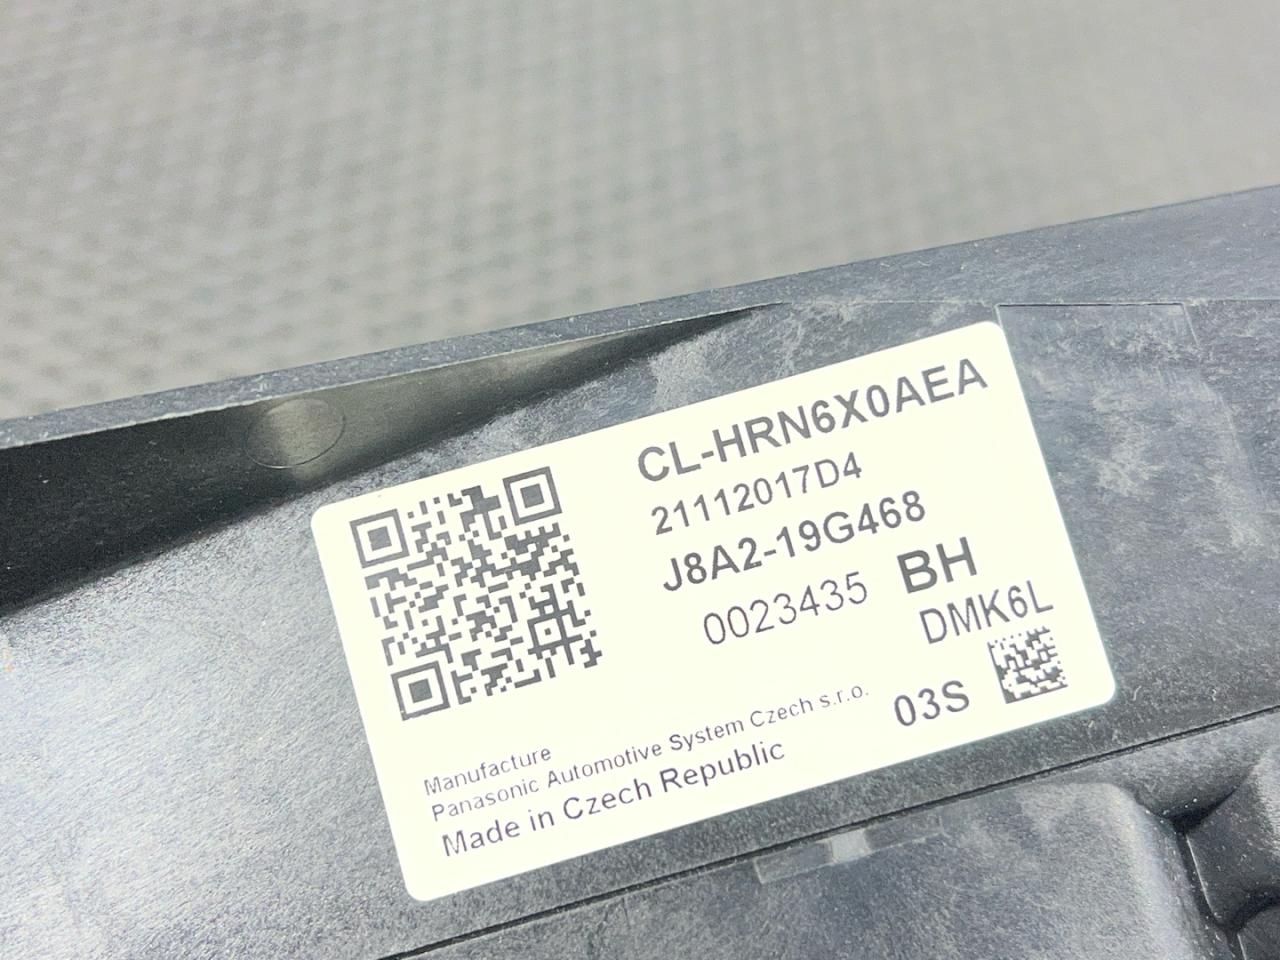 CL-HRN6X0AEA
21112017D4
J8A2-19G468
0023435 BH
DMK6L
03S
Manufacture
Panasonic Automotive System Czech s.r.o.
Made in Czech Republic